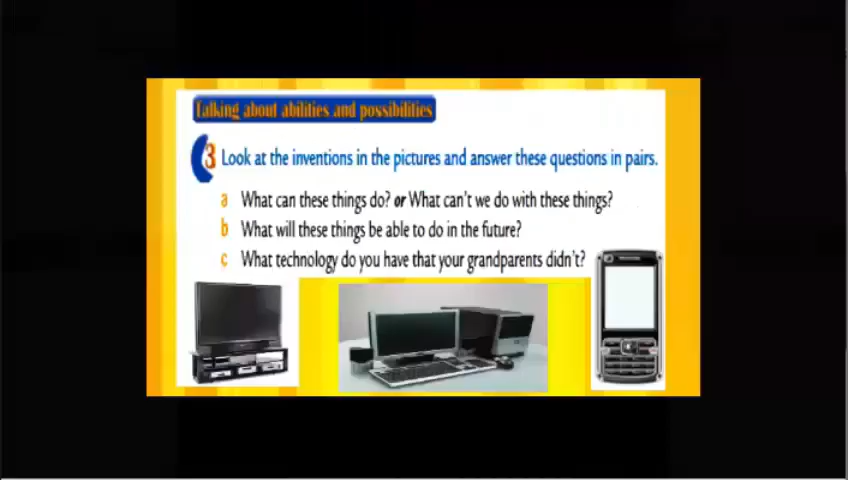 Talking about abilities and possibilities
3 Look at the inventions in the pictures and answer these questions in pairs.
a What can these things do? or What can't we do with these things?
b What will these things be able to do in the future?
c What technology do you have that your grandparents didn't?